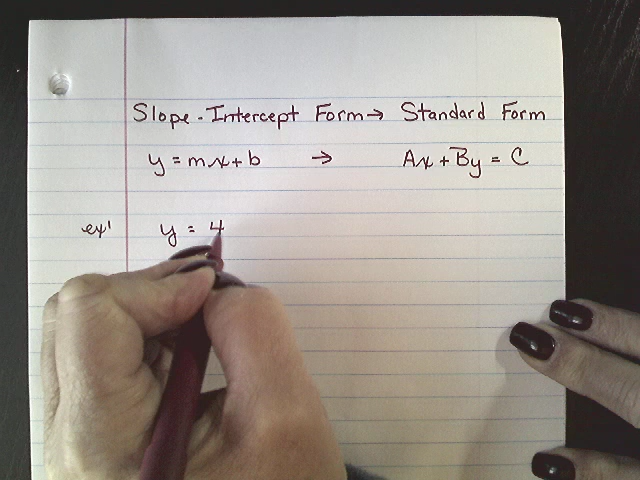 Slope-Intercept Form → Standard Form
y = mx + b → Ax + By = C
ex' y = 4